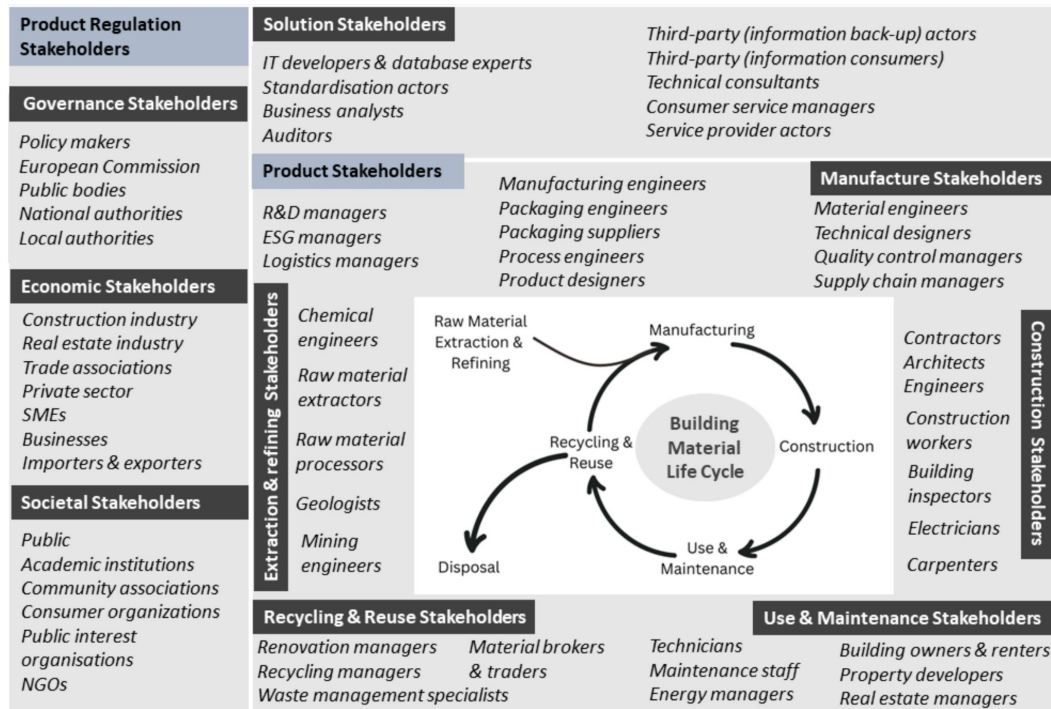 Product Regulation
Stakeholders
Governance Stakeholders
Policy makers
European Commission
Public bodies
National authorities
Local authorities
Economic Stakeholders
Construction industry
Real estate industry
Trade associations
Private sector
SMEs
Businesses
Importers & exporters
Societal Stakeholders
Public
Academic institutions
Community associations
Consumer organizations
Public interest
organisations
NGOs
Solution Stakeholders
IT developers & database experts
Standardisation actors
Business analysts
Auditors
Third-party (information back-up) actors
Third-party (information consumers)
Technical consultants
Consumer service managers
Service provider actors
Product Stakeholders
R&D managers
ESG managers
Logistics managers
Manufacturing engineers
Packaging engineers
Packaging suppliers
Process engineers
Product designers
Manufacture Stakeholders
Material engineers
Technical designers
Quality control managers
Supply chain managers
Extraction & refining Stakeholders
Chemical
engineers
Raw material
extractors
Raw material
processors
Geologists
Mining
engineers
Raw Material
Extraction &
Refining
Manufacturing
Building
Material
Life Cycle
Recycling &
Reuse
Construction
Use &
Maintenance
Disposal
Contractors
Architects
Engineers
Construction
workers
Building
inspectors
Electricians
Carpenters
Construction Stakeholders
Recycling & Reuse Stakeholders
Renovation managers
Recycling managers
Waste management specialists
Material brokers
& traders
Use & Maintenance Stakeholders
Technicians
Maintenance staff
Energy managers
Building owners & renters
Property developers
Real estate managers